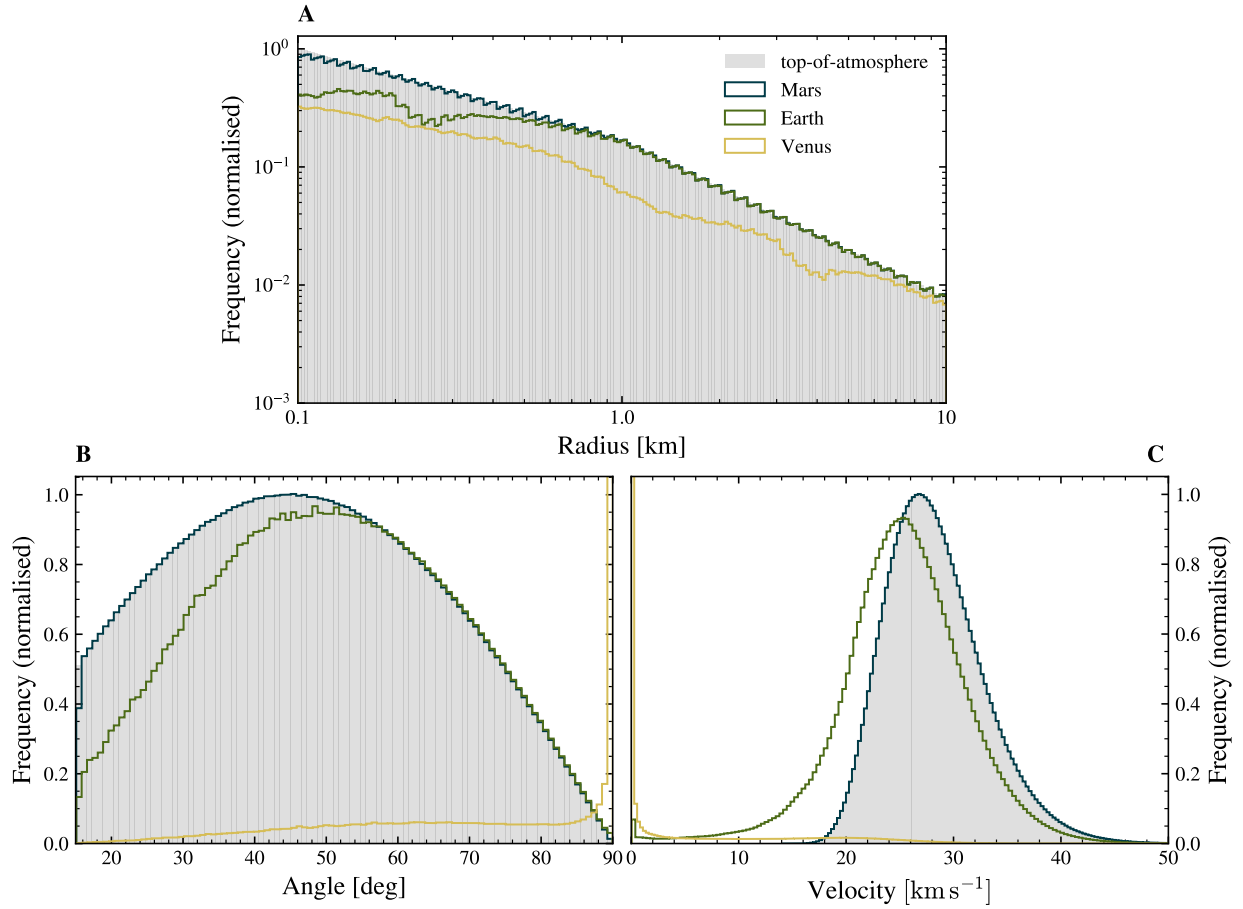 A
Frequency (normalised)
10⁰
10⁻¹
10⁻²
10⁻³
top-of-atmosphere
Mars
Earth
Venus
0.1 1.0 10
Radius [km]
B
Frequency (normalised)
1.0
0.8
0.6
0.4
0.2
0.0
20 30 40 50 60 70 80 90
Angle [deg]
C
0.0 10 20 30 40 50
Velocity [km s⁻¹]
1.0
0.8
0.6
0.4
0.2
0.0
Frequency (normalised)